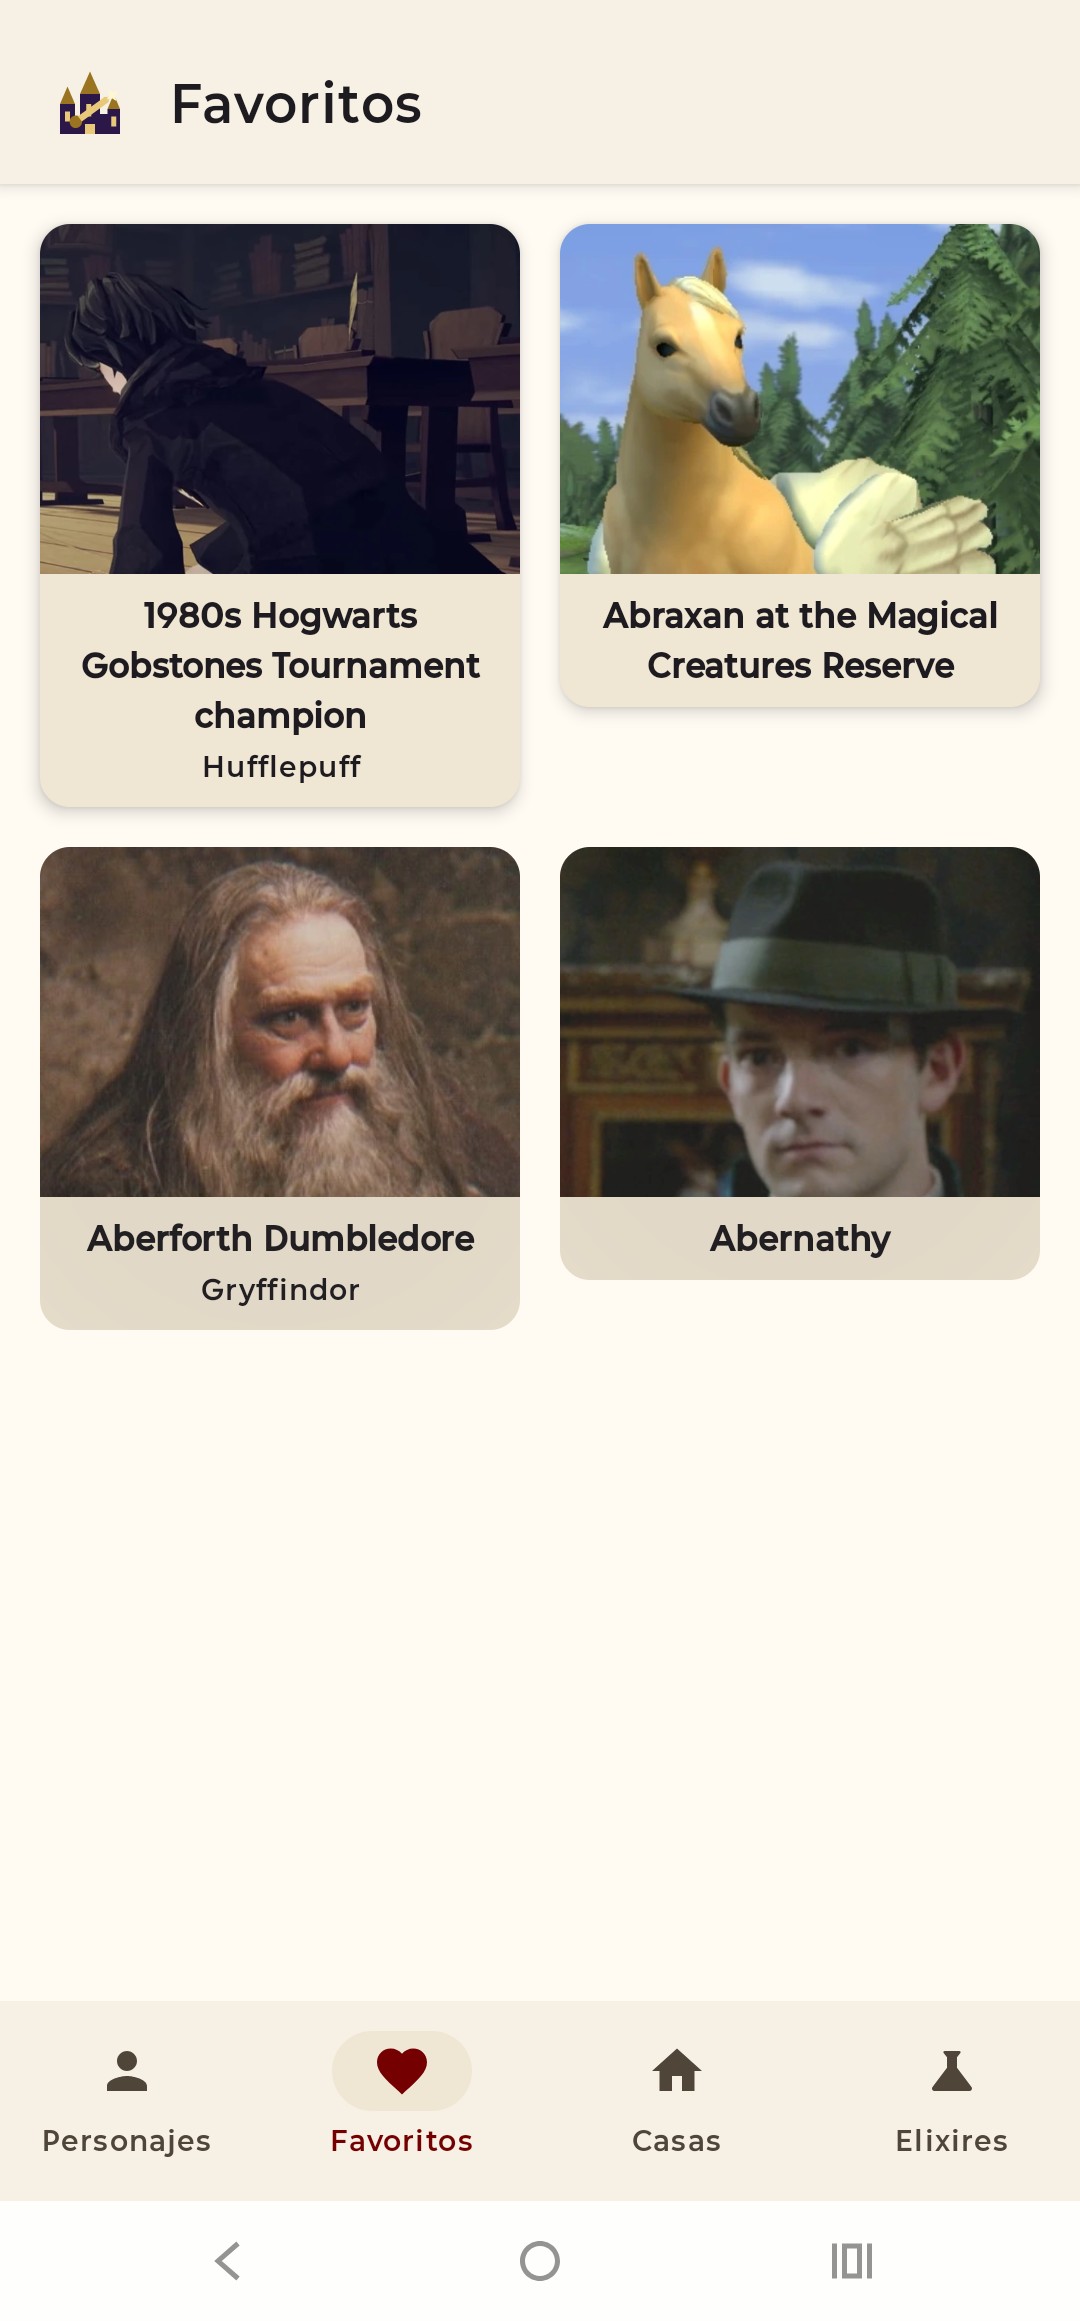 Favoritos
1980s Hogwarts
Gobstones Tournament
champion
Hufflepuff
Abraxan at the Magical
Creatures Reserve
Aberforth Dumbledore
Gryffindor
Abernathy
Personajes
Favoritos
Casas
Elixires